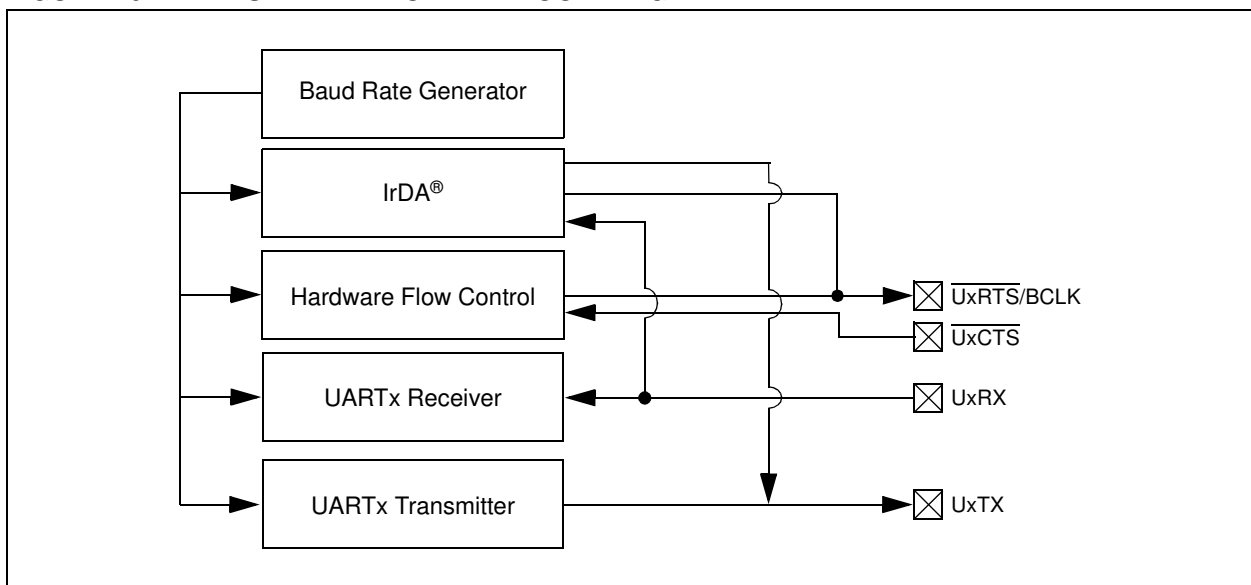 Baud Rate Generator
IrDA®
Hardware Flow Control
UxRTS/BCLK
UxCTS
UARTx Receiver
UxRX
UARTx Transmitter
UxTX